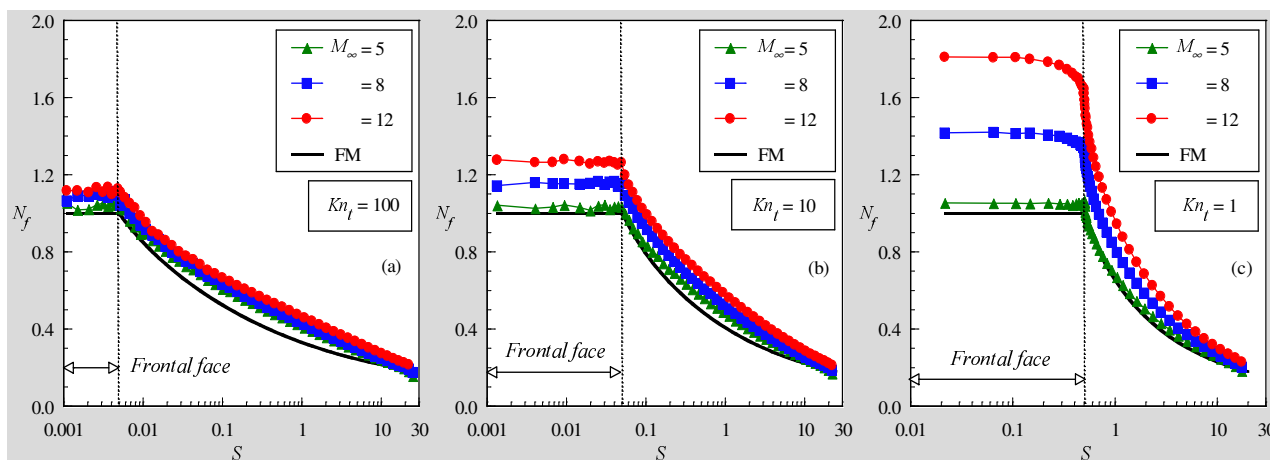 2.0
1.6
1.2
N_f
0.8
0.4
0.0
0.001
0.01
0.1
1
10
30
S
M_∞ = 5
= 8
= 12
FM
Kn_t = 100
(a)
Frontal face
2.0
1.6
1.2
N_f
0.8
0.4
0.0
0.001
0.01
0.1
1
10
30
S
M_∞ = 5
= 8
= 12
FM
Kn_t = 10
(b)
Frontal face
2.0
1.6
1.2
N_f
0.8
0.4
0.0
0.01
0.1
1
10
30
S
M_∞ = 5
= 8
= 12
FM
Kn_t = 1
(c)
Frontal face